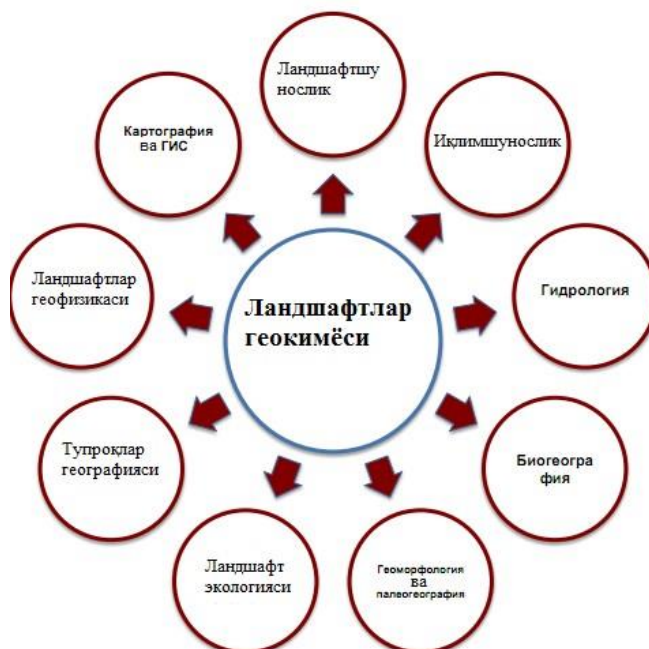 Ландшафтшу
нослик
Иқлимшунослик
Гидрология
Биогеогра
фия
Геоморфология
ва
палеогеография
Ландшафт
экологияси
Тупроқлар
географияси
Ландшафтлар
геофизикаси
Картография
ва ГИС
Ландшафтлар
геокимёси